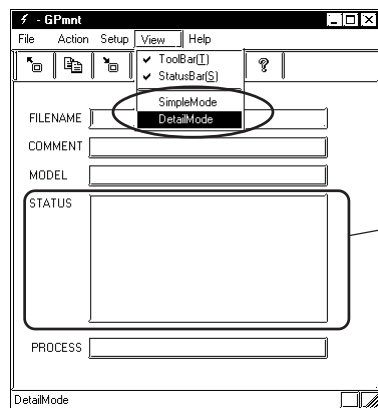 - GPmnt
File Action Setup View Help
ToolBar(T)
StatusBar(S)
SimpleMode
DetailMode
FILENAME
COMMENT
MODEL
STATUS
PROCESS
DetailMode